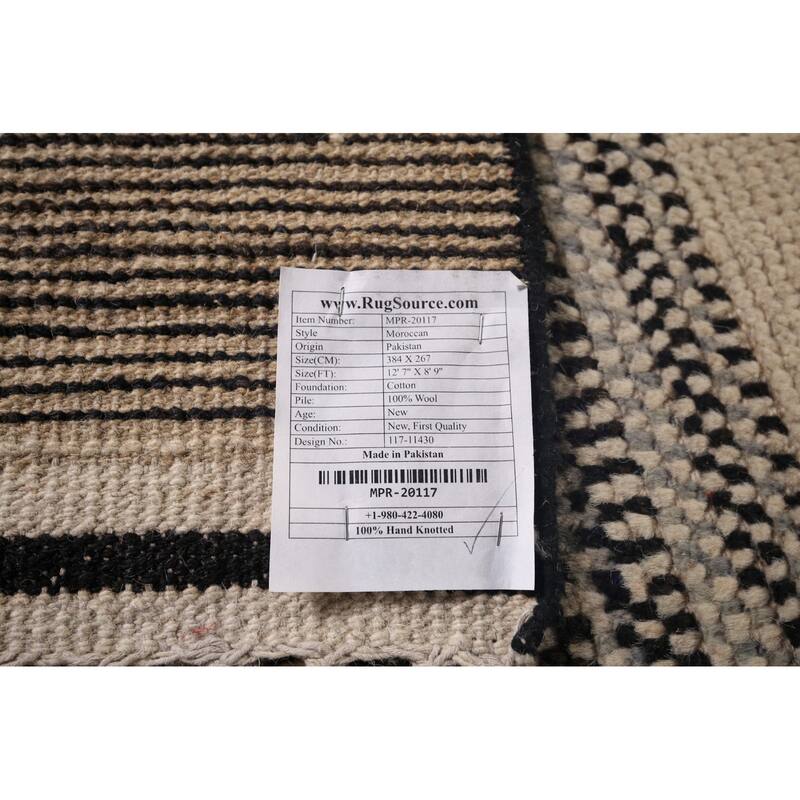 www.RugSource.com
Item Number: MPR-20117
Style Moroccan
Origin Pakistan
Size(CM): 384 X 267
Size(FT): 12' 7" X 8' 9"
Foundation: Cotton
Pile: 100% Wool
Age: New
Condition: New, First Quality
Design No.: 117-11430
Made in Pakistan
MPR-20117
+1-980-422-4080
100% Hand Knotted